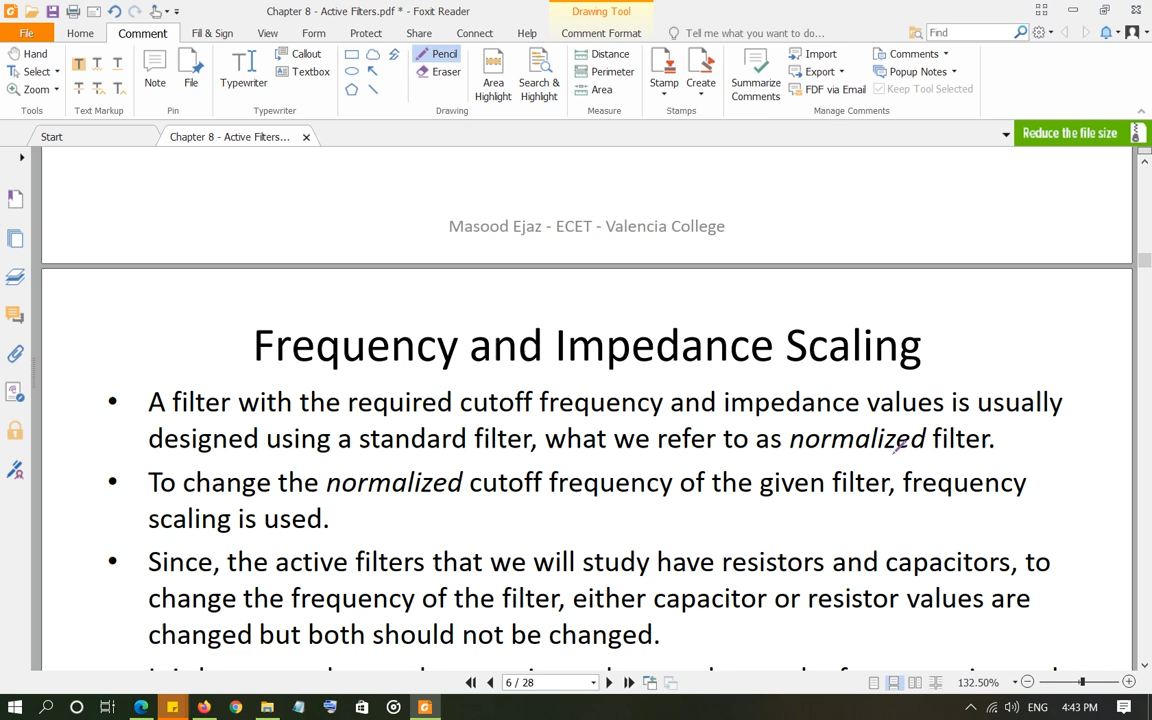 Chapter 8 - Active Filters.pdf * - Foxit Reader
Drawing Tool
File Home Comment Fill & Sign View Form Protect Share Connect Help Comment Format Tell me what you want to do... Find
Hand
Select
Zoom
Tools
Text Markup
Note
File
Pin
Typewriter
Callout
Textbox
Typewriter
Pencil
Eraser
Drawing
Area
Highlight
Search &
Highlight
Distance
Perimeter
Area
Measure
Stamp
Create
Stamps
Summarize
Comments
Import
Export
FDF via Email
Comments
Popup Notes
Keep Tool Selected
Manage Comments
Start
Chapter 8 - Active Filters...
Reduce the file size
Masood Ejaz - ECET - Valencia College
Frequency and Impedance Scaling
• A filter with the required cutoff frequency and impedance values is usually
designed using a standard filter, what we refer to as normalized filter.
• To change the normalized cutoff frequency of the given filter, frequency
scaling is used.
• Since, the active filters that we will study have resistors and capacitors, to
change the frequency of the filter, either capacitor or resistor values are
changed but both should not be changed.
6 / 28
132.50%
ENG 4:43 PM